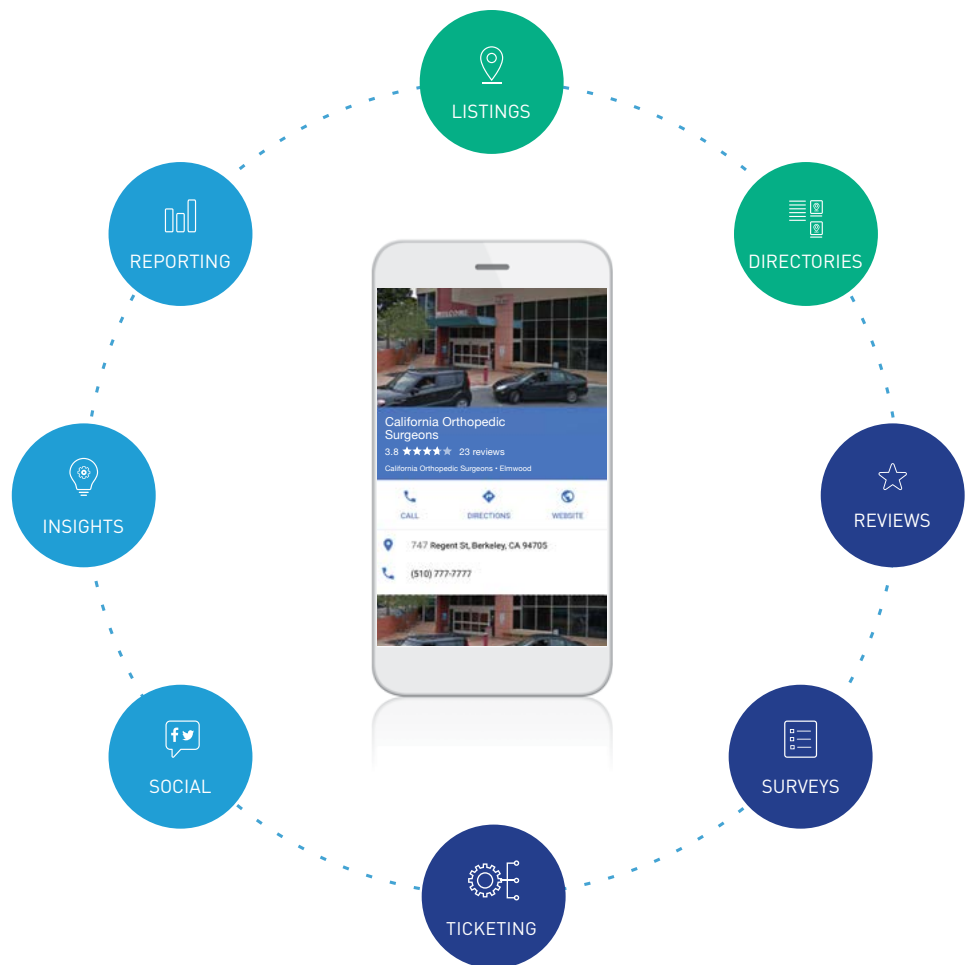 LISTINGS
REPORTING
DIRECTORIES
WELCOME
California Orthopedic
Surgeons
3.8 ★★★★★ 23 reviews
California Orthopedic Surgeons • Elmwood
CALL DIRECTIONS WEBSITE
747 Regent St, Berkeley, CA 94705
(510) 777-7777
INSIGHTS
REVIEWS
SOCIAL
SURVEYS
TICKETING